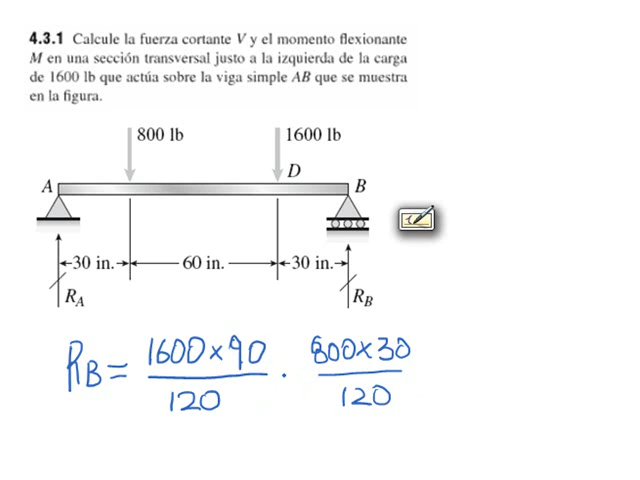 4.3.1 Calcule la fuerza cortante V y el momento flexionante
M en una sección transversal justo a la izquierda de la carga
de 1600 lb que actúa sobre la viga simple AB que se muestra
en la figura.
800 lb
1600 lb
D
A
B
30 in.
60 in.
30 in.
R_A
R_B
R_B = 1600 x 90 / 120 . 800 x 30 / 120